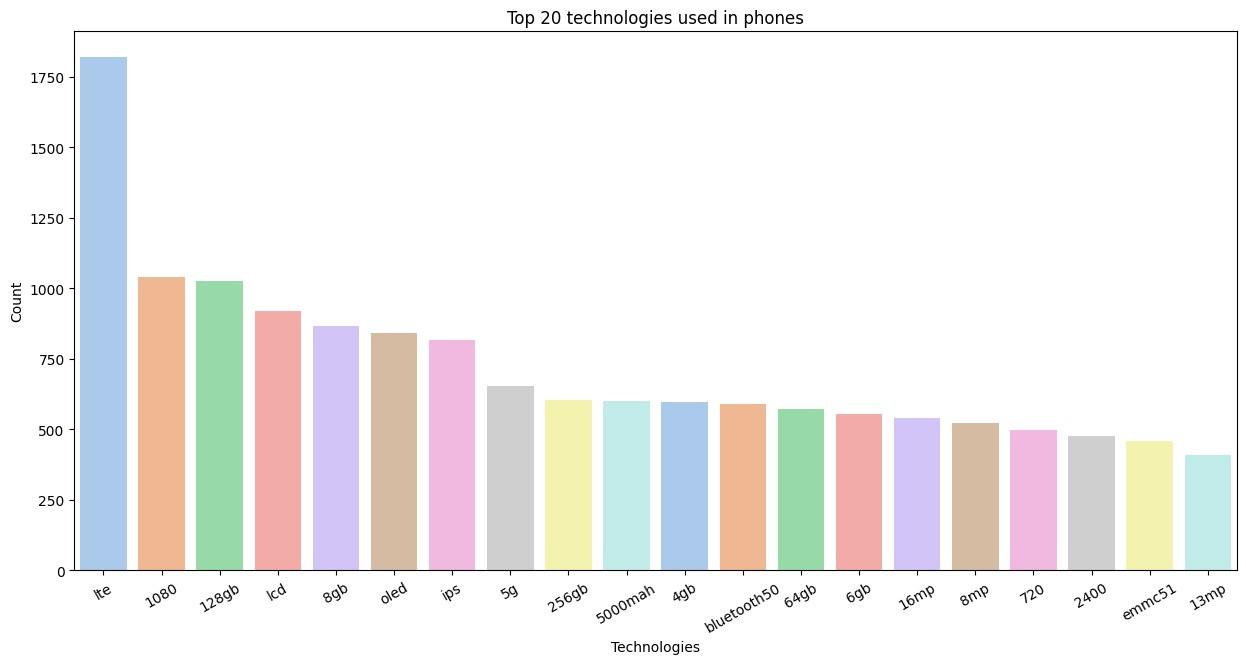 Top 20 technologies used in phones
Count
1750
1500
1250
1000
750
500
250
0
lte
1080
128gb
lcd
8gb
oled
ips
5g
256gb
5000mah
4gb
bluetooth50
64gb
6gb
16mp
8mp
720
2400
emmc51
13mp
Technologies